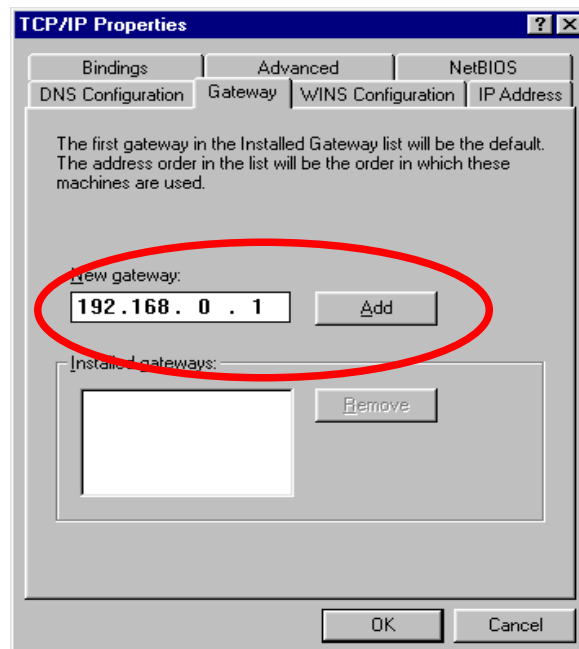 TCP/IP Properties
? X
Bindings Advanced NetBIOS
DNS Configuration Gateway WINS Configuration IP Address
The first gateway in the Installed Gateway list will be the default.
The address order in the list will be the order in which these
machines are used.
New gateway:
192.168. 0 . 1 Add
Installed gateways:
Remove
OK Cancel